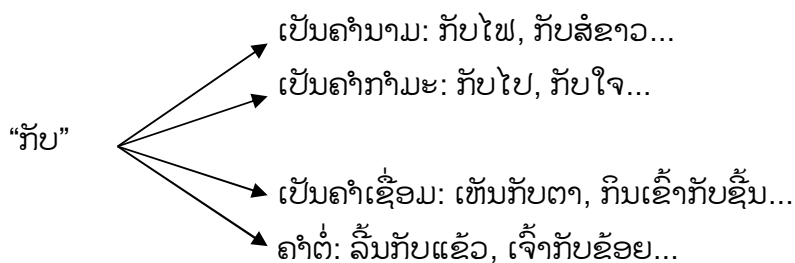 ເປັນຄຳນາມ: ກັບໄຟ, ກັບສໍຂາວ...
ເປັນຄຳກຳມະ: ກັບໄປ, ກັບໃຈ...
“ກັບ”
ເປັນຄຳເຊື່ອມ: ເຫັນກັບຕາ, ກິນເຂົ້າກັບຊີ້ນ...
ຄຳຕໍ່: ລີ້ນກັບແຂ້ວ, ເຈົ້າກັບຂ້ອຍ...